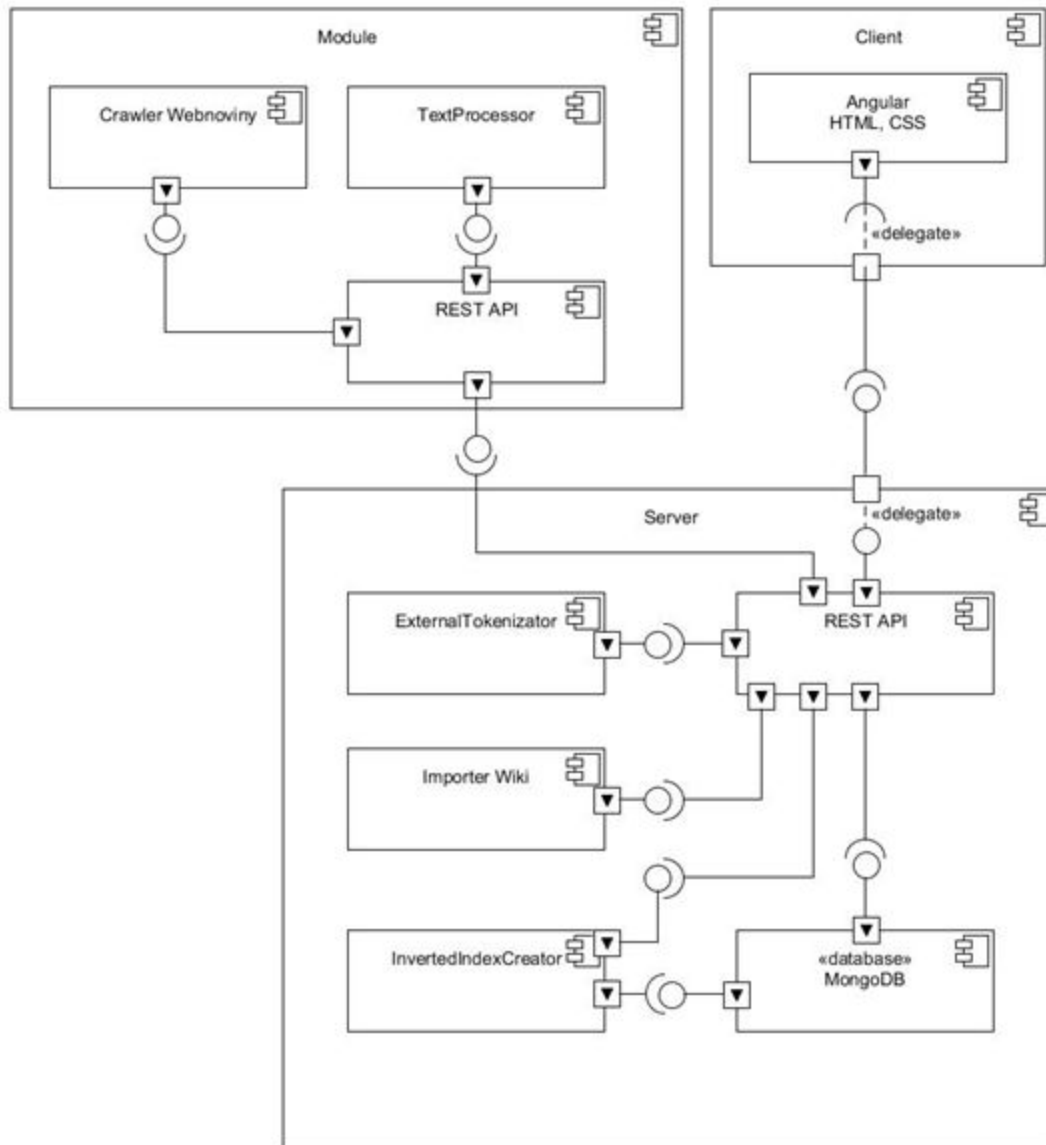 Module
Client
Crawler Webnoviny
TextProcessor
Angular
HTML, CSS
«delegate»
REST API
Server
«delegate»
ExternalTokenizator
REST API
Importer Wiki
InvertedIndexCreator
«database»
MongoDB